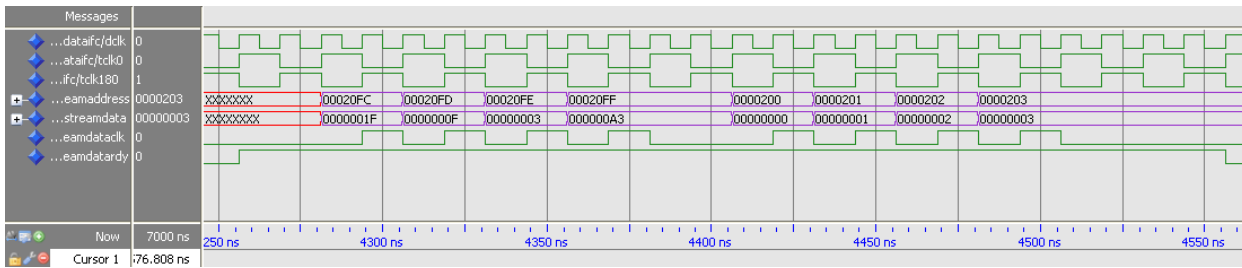 Messages
...dataifc/dclk 0
...ataifc/tclk0 0
...ifc/tclk180 1
...eamaddress 0000203 XXXXXXX 00020FC 00020FD 00020FE 00020FF 0000200 0000201 0000202 0000203
...streamdata 00000003 XXXXXXXX 0000001F 0000000F 00000003 000000A3 00000000 00000001 00000002 00000003
...eamdataclk 0
...eamdatardy 0
Now 7000 ns 250 ns 4300 ns 4350 ns 4400 ns 4450 ns 4500 ns 4550 ns
Cursor 1 76.808 ns